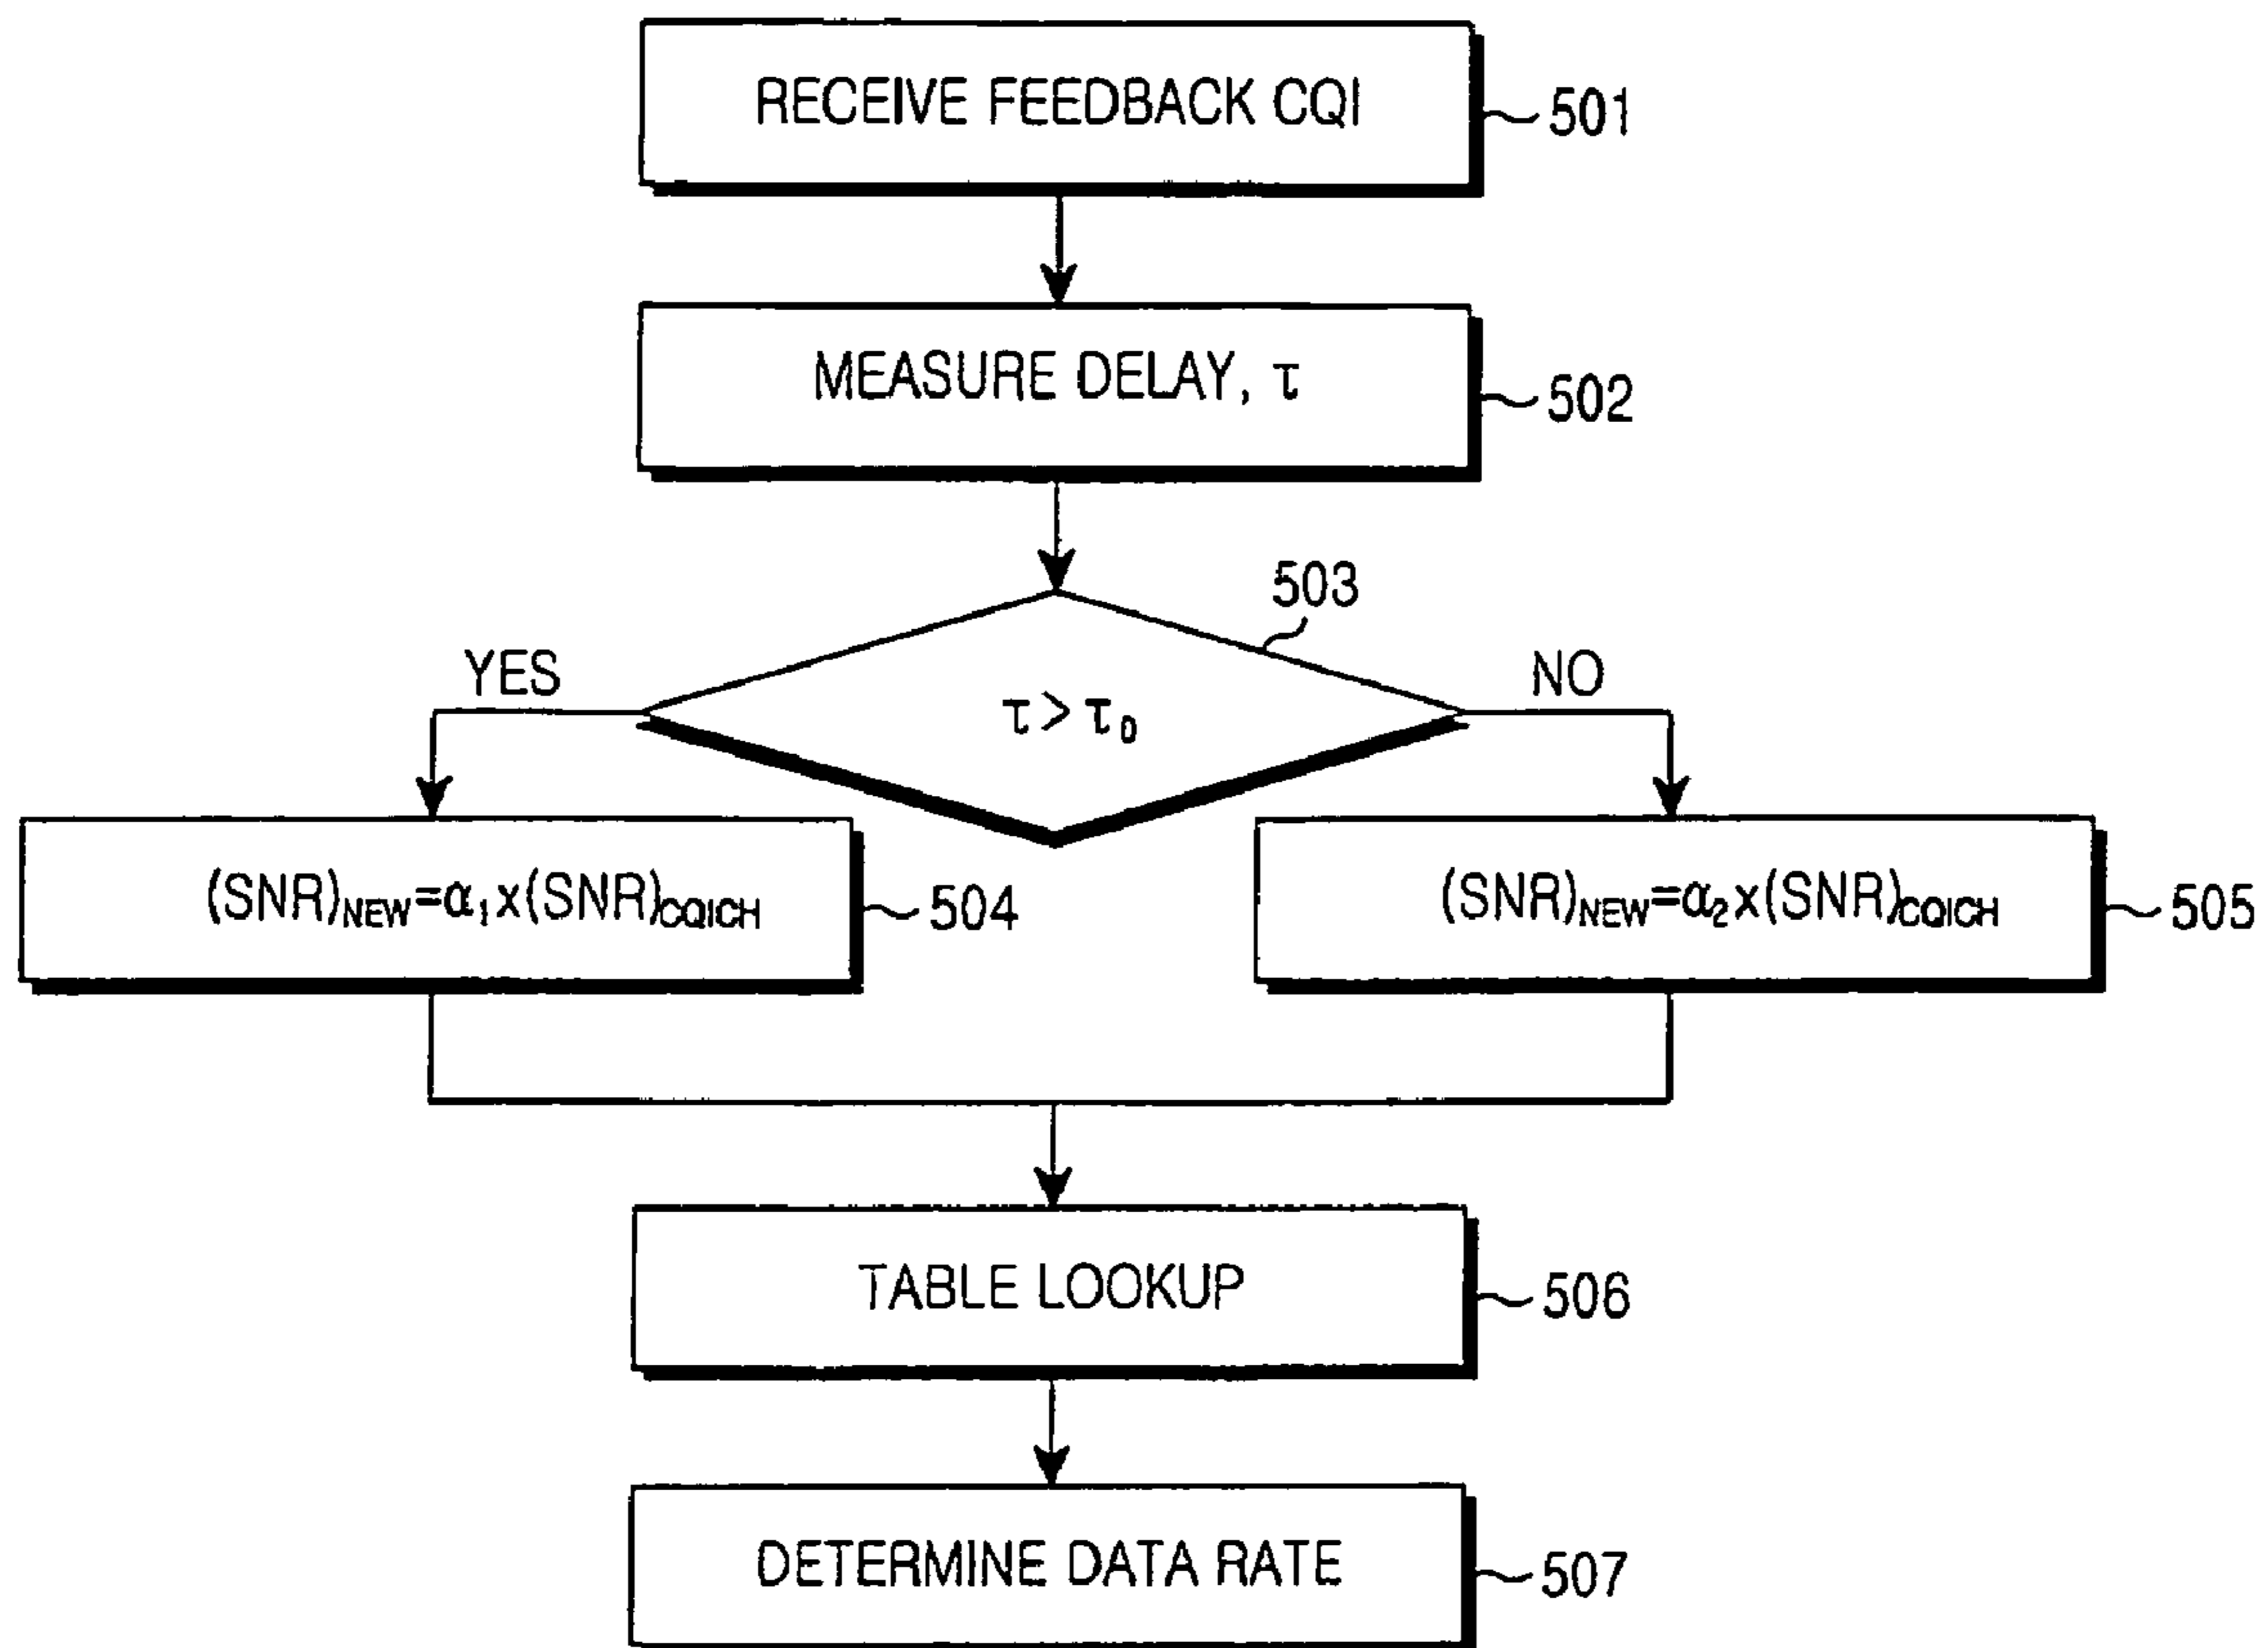 RECEIVE FEEDBACK CQI
501
MEASURE DELAY, τ
502
503
YES
NO
τ > τ₀
(SNR)NEW=α₁x(SNR)CQICH
504
(SNR)NEW=α₂x(SNR)CQICH
505
TABLE LOOKUP
506
DETERMINE DATA RATE
507